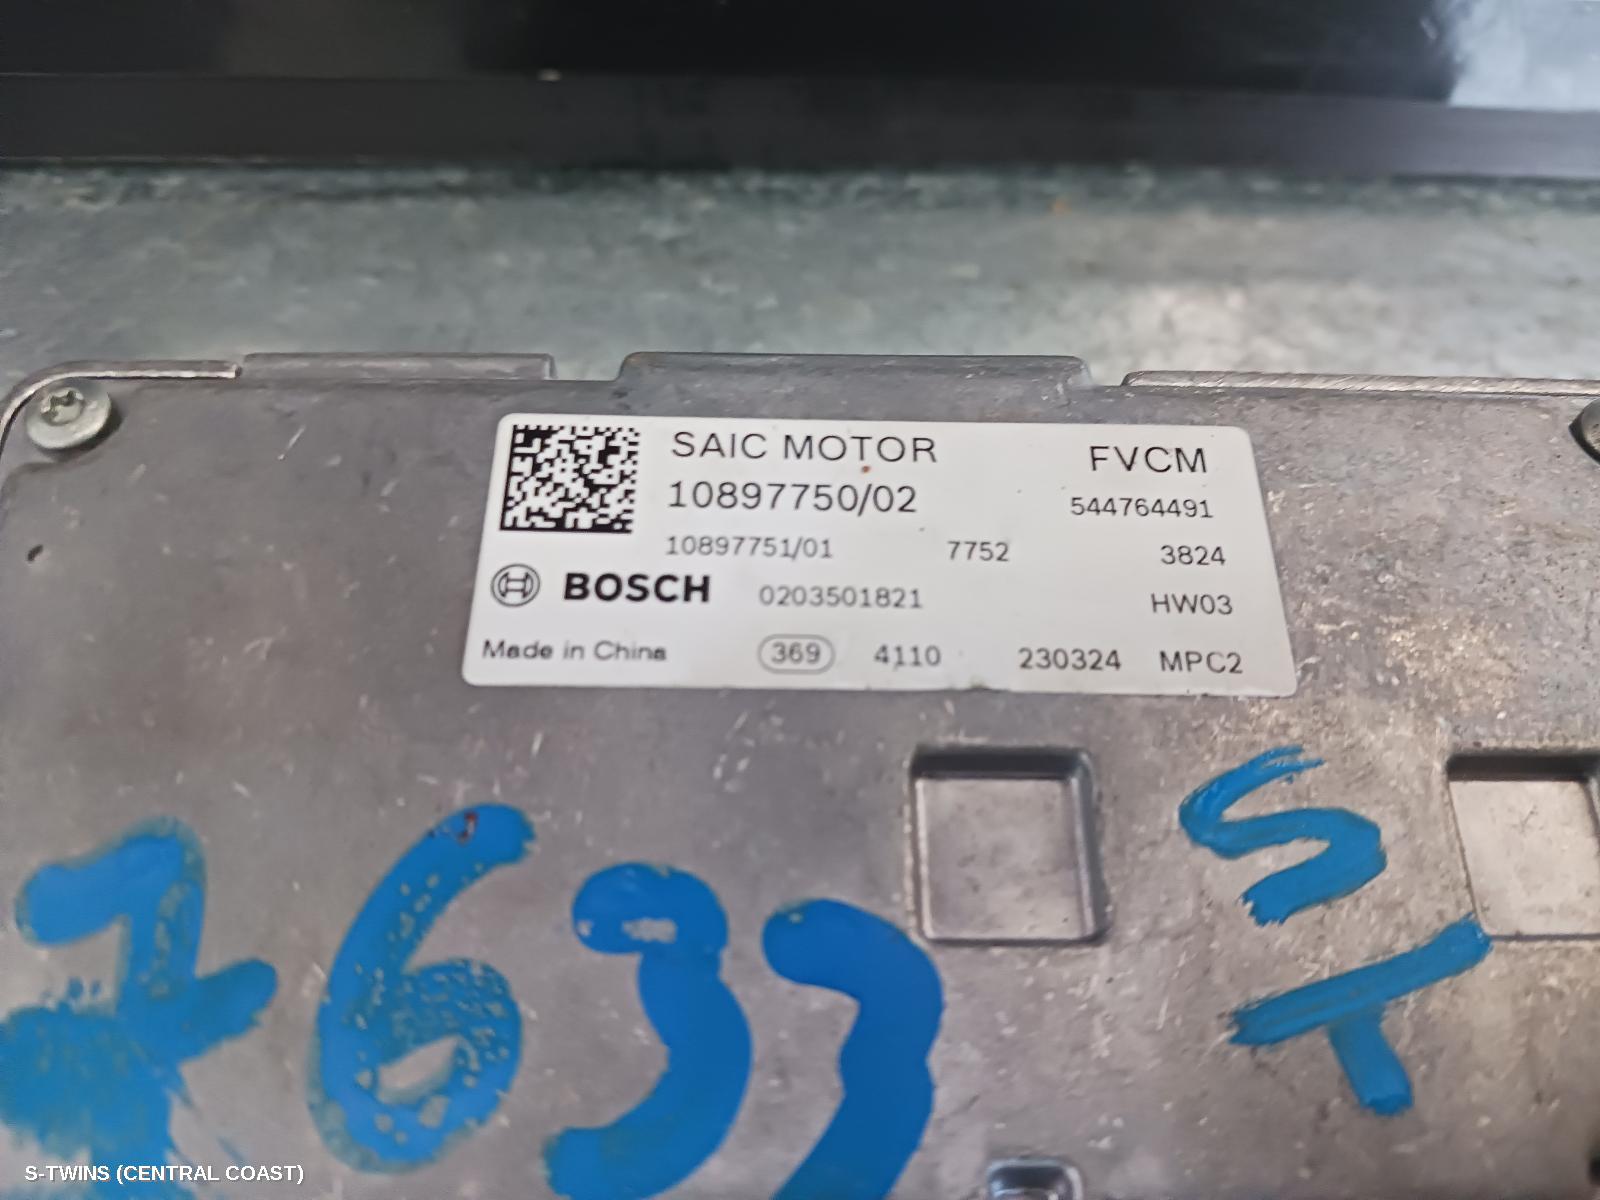 SAIC MOTOR FVCM
10897750/02 544764491
10897751/01 7752 3824
BOSCH 0203501821 HW03
Made in China 369 4110 230324 MPC2
ST
S-TWINS (CENTRAL COAST)